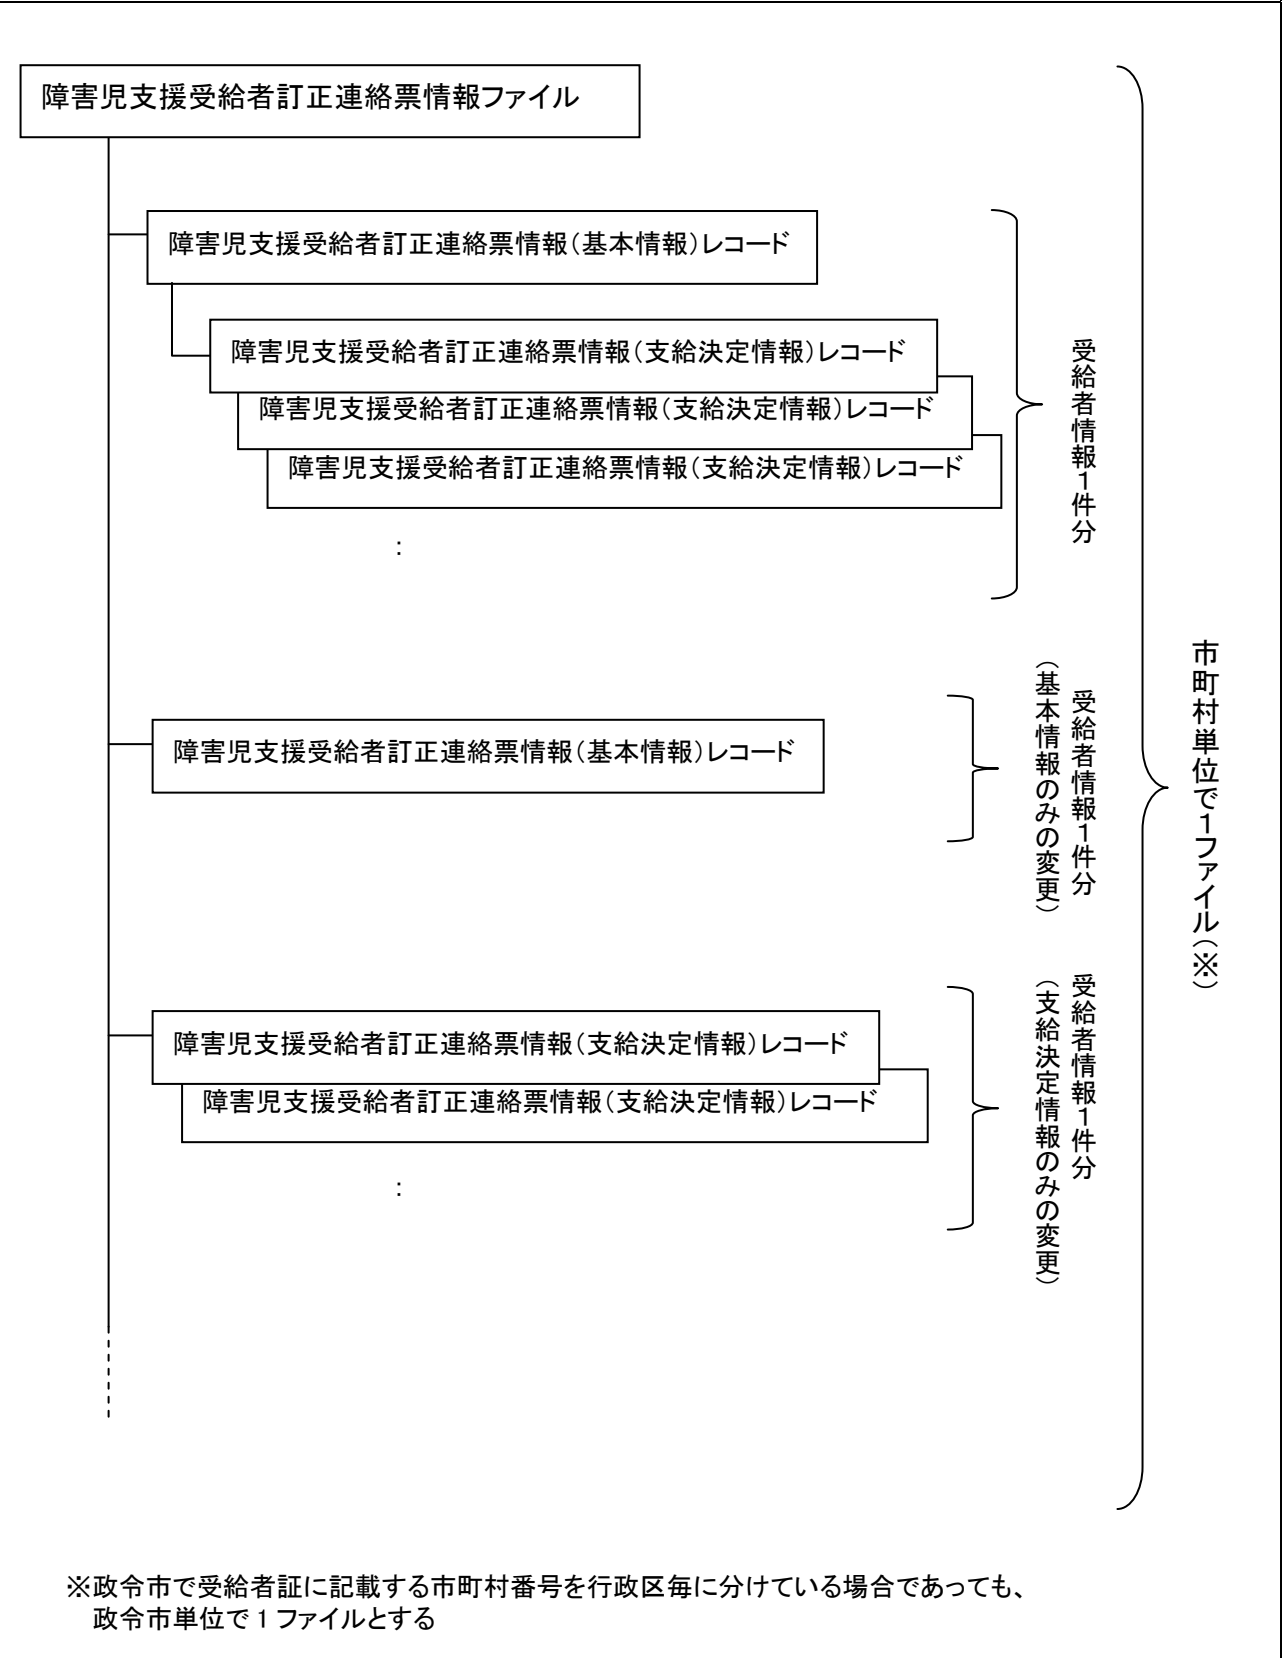 障害児支援受給者訂正連絡票情報ファイル
障害児支援受給者訂正連絡票情報(基本情報)レコード
障害児支援受給者訂正連絡票情報(支給決定情報)レコード
障害児支援受給者訂正連絡票情報(支給決定情報)レコード
障害児支援受給者訂正連絡票情報(支給決定情報)レコード
:
受給者情報1件分
障害児支援受給者訂正連絡票情報(基本情報)レコード
受給者情報1件分
(基本情報のみの変更)
障害児支援受給者訂正連絡票情報(支給決定情報)レコード
障害児支援受給者訂正連絡票情報(支給決定情報)レコード
:
受給者情報1件分
(支給決定情報のみの変更)
市町村単位で1ファイル(※)
※政令市で受給者証に記載する市町村番号を行政区毎に分けている場合であっても、
政令市単位で1ファイルとする